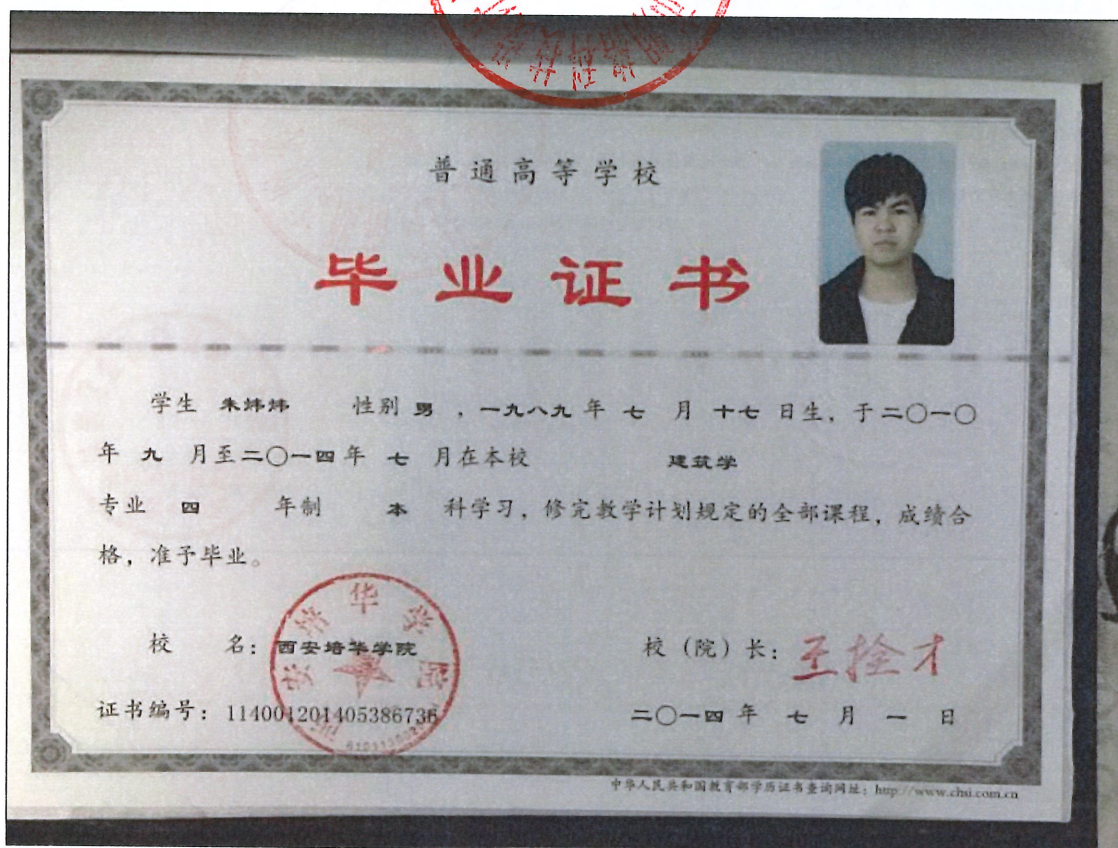 普通高等学校
毕业证书
学生 朱炜炜 性别 男 ，一九八九 年 七 月 十七 日生，于二〇一〇
年 九 月至二〇一四年 七 月在本校 建筑学
专业 四 年制 本 科学习，修完教学计划规定的全部课程，成绩合
格，准予毕业。
校 名：西安培华学院
校（院）长：王拴才
证书编号：114001201405386736
二〇一四 年 七 月 一 日
中华人民共和国教育部学历证书查询网址：http://www.chsi.com.cn